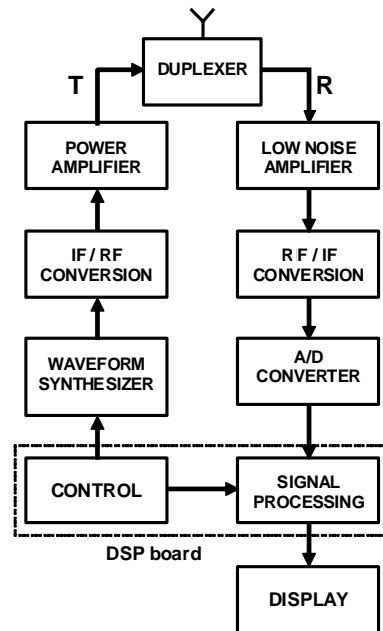 DUPLEXER
T
R
POWER
AMPLIFIER
LOW NOISE
AMPLIFIER
IF / RF
CONVERSION
RF / IF
CONVERSION
WAVEFORM
SYNTHESIZER
A/D
CONVERTER
CONTROL
SIGNAL
PROCESSING
DSP board
DISPLAY